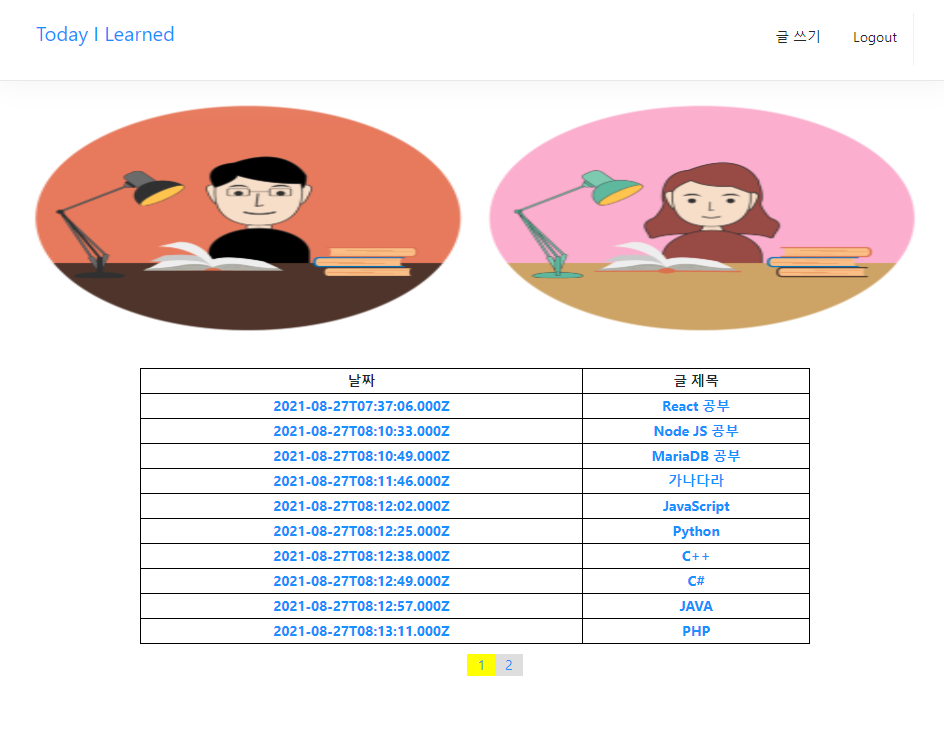 Today I Learned
글 쓰기 Logout
날짜 글 제목
2021-08-27T07:37:06.000Z React 공부
2021-08-27T08:10:33.000Z Node JS 공부
2021-08-27T08:10:49.000Z MariaDB 공부
2021-08-27T08:11:46.000Z 가나다라
2021-08-27T08:12:02.000Z JavaScript
2021-08-27T08:12:25.000Z Python
2021-08-27T08:12:38.000Z C++
2021-08-27T08:12:49.000Z C#
2021-08-27T08:12:57.000Z JAVA
2021-08-27T08:13:11.000Z PHP
1 2